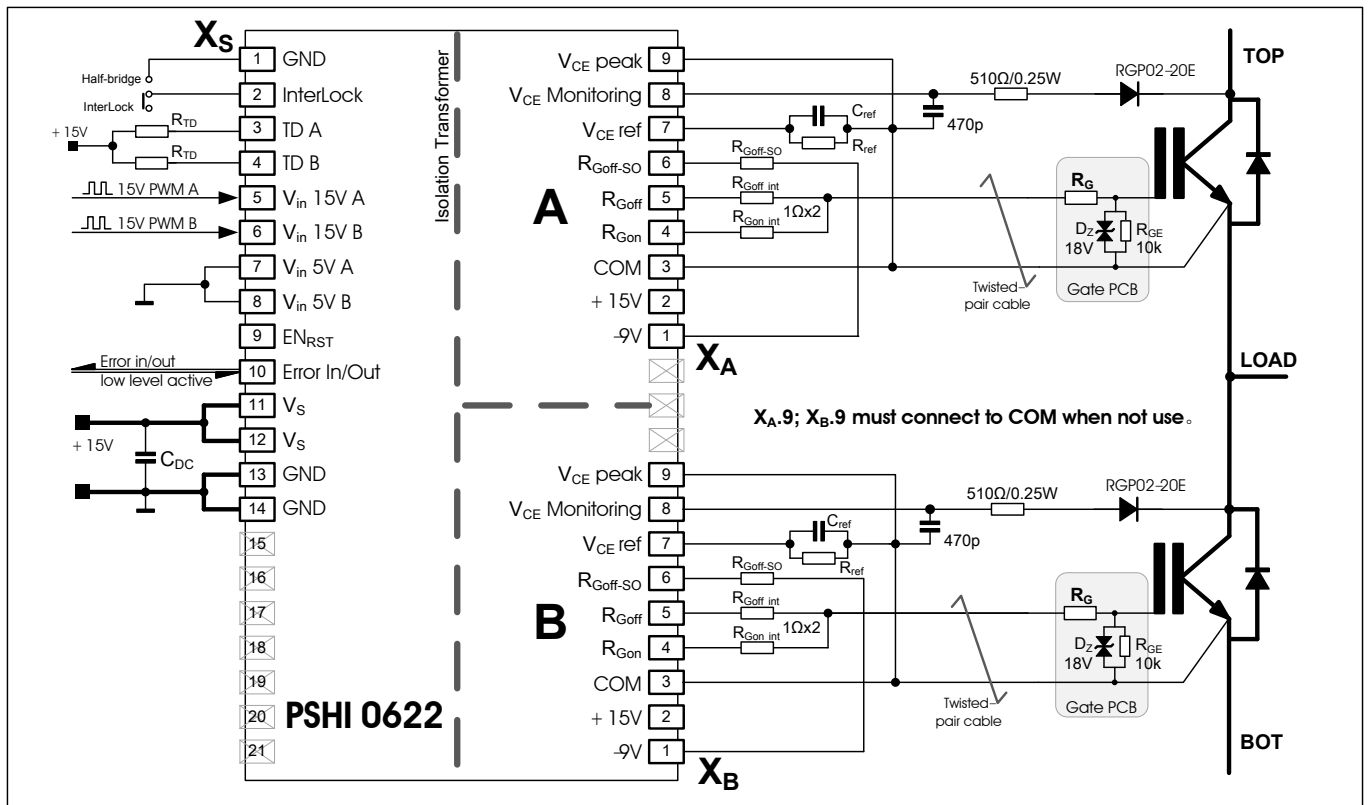 XS
1 GND
Half-bridge
2 InterLock
InterLock
+ 15V
RTD
3 TD A
RTD
4 TD B
15V PWM A
5 Vin 15V A
15V PWM B
6 Vin 15V B
7 Vin 5V A
8 Vin 5V B
9 ENRST
Error in/out
low level active
10 Error In/Out
11 VS
+ 15V
12 VS
CDC
13 GND
14 GND
15
16
17
18
19
20
21
PSHI 0622
Isolation Transformer
A
VCE peak 9
VCE Monitoring 8
VCE ref 7
RGoff-SO 6
RGoff 5
RGon 4
COM 3
+ 15V 2
-9V 1
XA
510Ω/0.25W
RGP02-20E
TOP
Cref
470p
Rref
RGoff-SO
RGoff int
1Ωx2
RGon int
RG
DZ
18V
RGE
10k
Gate PCB
Twisted-
pair cable
LOAD
XA.9; XB.9 must connect to COM when not use。
B
VCE peak 9
VCE Monitoring 8
VCE ref 7
RGoff-SO 6
RGoff 5
RGon 4
COM 3
+ 15V 2
-9V 1
XB
510Ω/0.25W
RGP02-20E
Cref
470p
Rref
RGoff-SO
RGoff int
1Ωx2
RGon int
RG
DZ
18V
RGE
10k
Gate PCB
Twisted-
pair cable
BOT